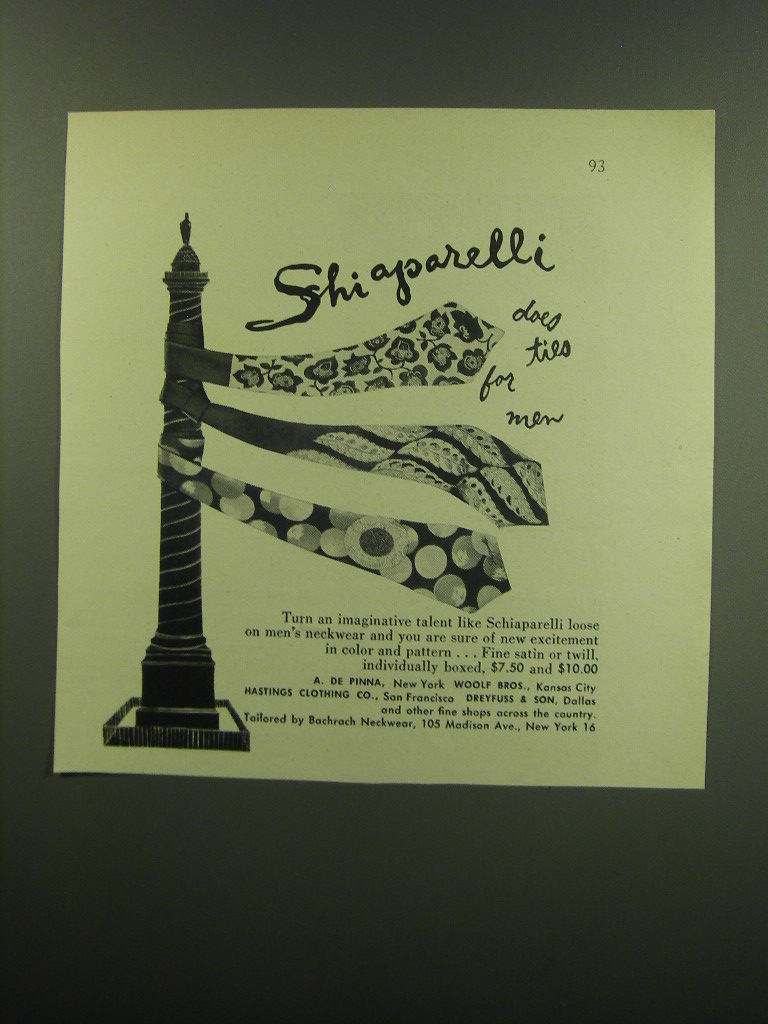 93
Schiaparelli
does
ties
for
men
Turn an imaginative talent like Schiaparelli loose
on men's neckwear and you are sure of new excitement
in color and pattern . . . Fine satin or twill,
individually boxed, $7.50 and $10.00
A. DE PINNA, New York WOOLF BROS., Kansas City
HASTINGS CLOTHING CO., San Francisco DREYFUSS & SON, Dallas
and other fine shops across the country.
Tailored by Bachrach Neckwear, 105 Madison Ave., New York 16